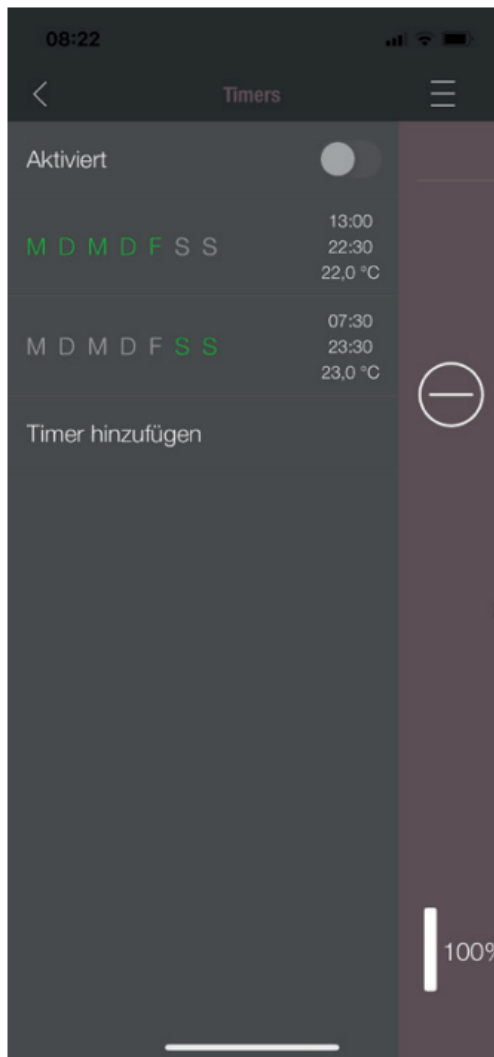 08:22
Timers
Aktiviert
M D M D F S S
13:00
22:30
22,0 °C
M D M D F S S
07:30
23:30
23,0 °C
Timer hinzufügen
100%